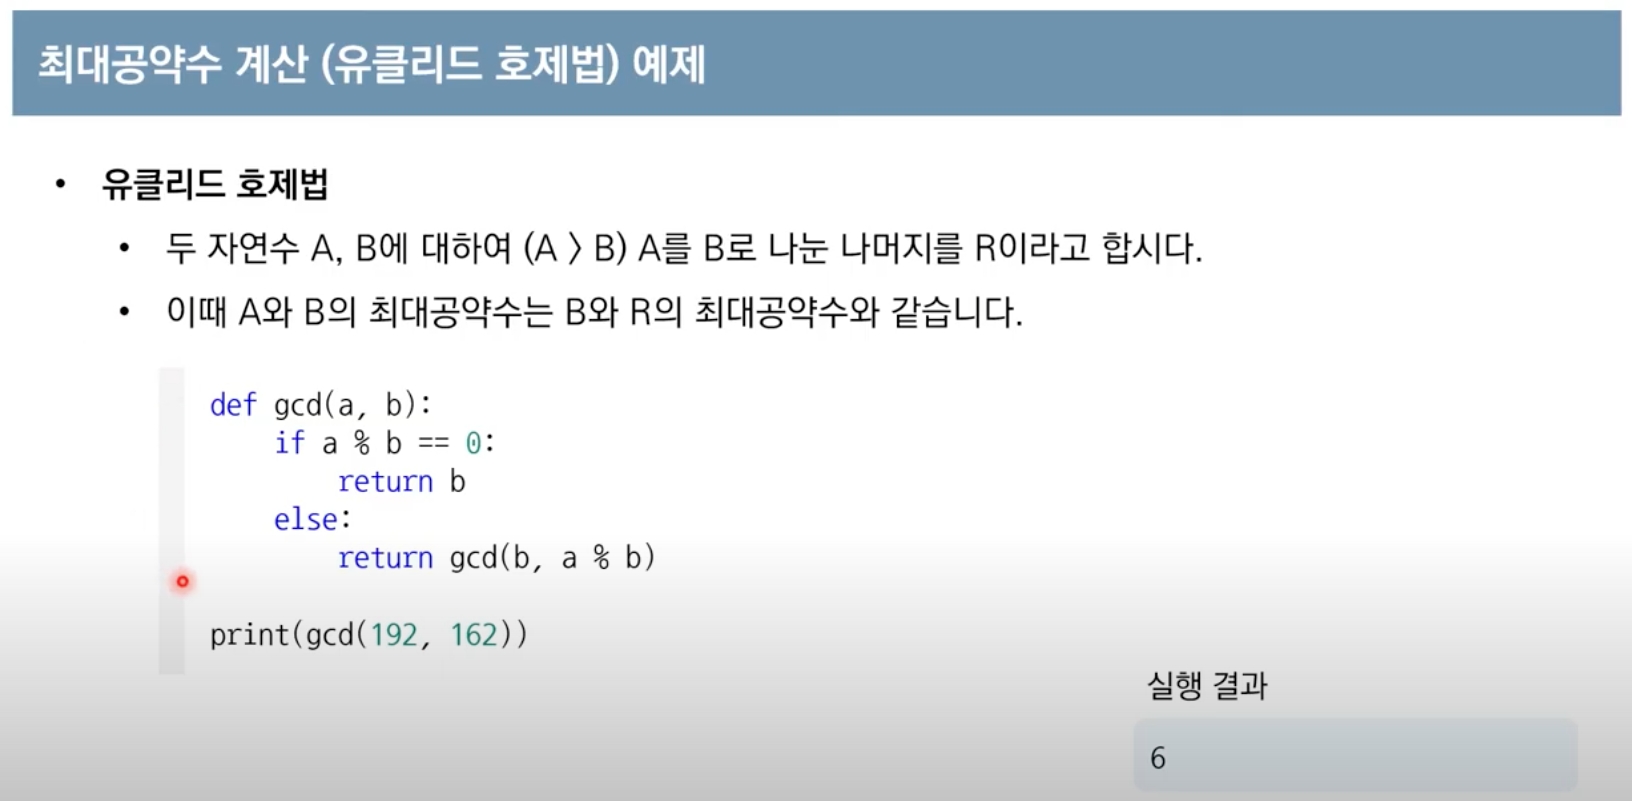 최대공약수 계산 (유클리드 호제법) 예제
• 유클리드 호제법
• 두 자연수 A, B에 대하여 (A > B) A를 B로 나눈 나머지를 R이라고 합시다.
• 이때 A와 B의 최대공약수는 B와 R의 최대공약수와 같습니다.
def gcd(a, b):
    if a % b == 0:
        return b
    else:
        return gcd(b, a % b)
print(gcd(192, 162))
실행 결과
6